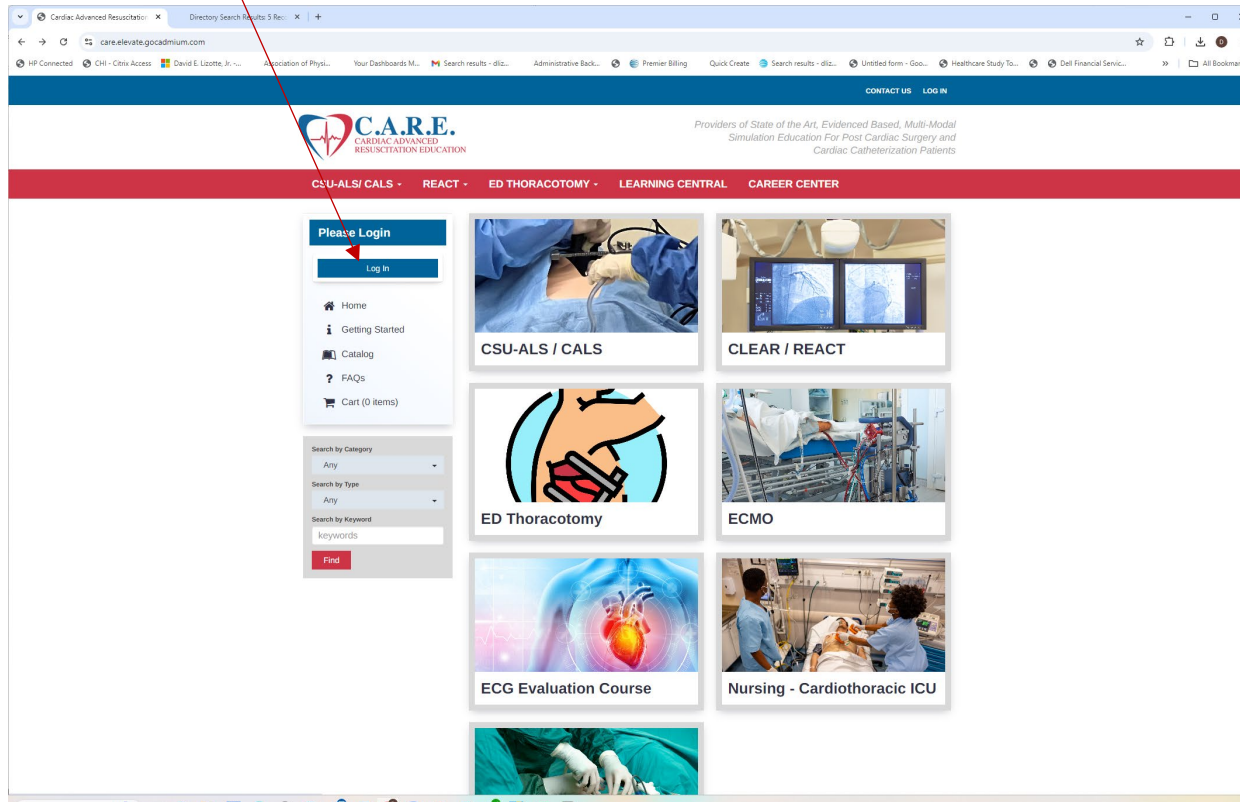 Cardiac Advanced Resuscitation
Directory Search Results: 5 Reco
care.elevate.gocadmium.com
HP Connected
CHI - Citrix Access
David E. Lizotte, Jr. -...
Association of Physi...
Your Dashboards M...
Search results - dliz...
Administrative Back...
Premier Billing
Quick Create
Search results - dliz...
Untitled form - Goo...
Healthcare Study To...
Dell Financial Servic...
All Bookmar
CONTACT US LOG IN
C.A.R.E.
CARDIAC ADVANCED
RESUSCITATION EDUCATION
Providers of State of the Art, Evidenced Based, Multi-Modal
Simulation Education For Post Cardiac Surgery and
Cardiac Catheterization Patients
CSU-ALS/ CALS REACT ED THORACOTOMY LEARNING CENTRAL CAREER CENTER
Please Login
Log In
Home
Getting Started
Catalog
FAQs
Cart (0 items)
Search by Category
Any
Search by Type
Any
Search by Keyword
keywords
Find
CSU-ALS / CALS
CLEAR / REACT
ED Thoracotomy
ECMO
ECG Evaluation Course
Nursing - Cardiothoracic ICU